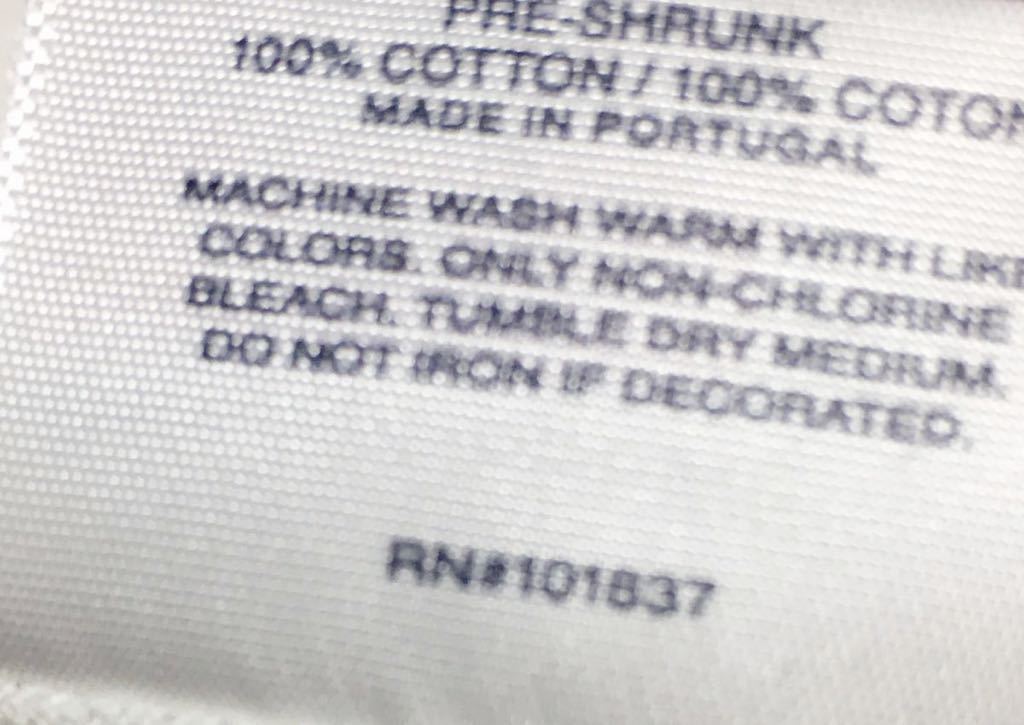 PRE-SHRUNK
100% COTTON / 100% COTON
MADE IN PORTUGAL
MACHINE WASH WARM WITH LIKE
COLORS. ONLY NON-CHLORINE
BLEACH. TUMBLE DRY MEDIUM.
DO NOT IRON IF DECORATED.
RN#101837